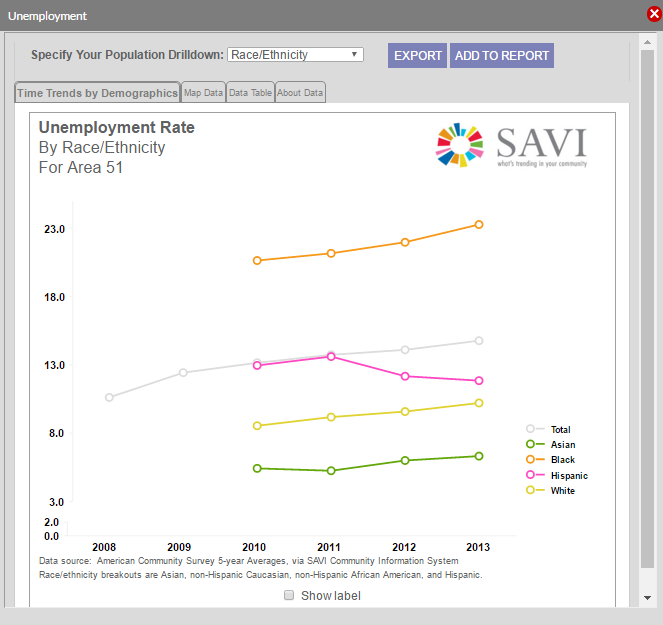 Unemployment
Specify Your Population Drilldown: Race/Ethnicity
EXPORT ADD TO REPORT
Time Trends by Demographics Map Data Data Table About Data
Unemployment Rate
By Race/Ethnicity
For Area 51
SAVI
what's trending in your community
23.0
18.0
13.0
8.0
3.0
2.0
0.0
Total
Asian
Black
Hispanic
White
2008 2009 2010 2011 2012 2013
Data source: American Community Survey 5-year Averages, via SAVI Community Information System
Race/ethnicity breakouts are Asian, non-Hispanic Caucasian, non-Hispanic African American, and Hispanic.
Show label